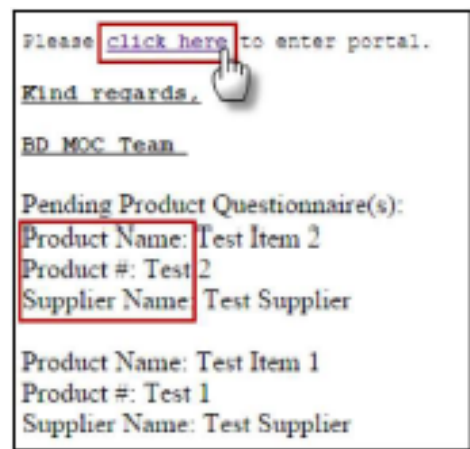 Please click here to enter portal.
Kind regards,
BD MOC Team
Pending Product Questionnaire(s):
Product Name: Test Item 2
Product #: Test 2
Supplier Name: Test Supplier
Product Name: Test Item 1
Product #: Test 1
Supplier Name: Test Supplier